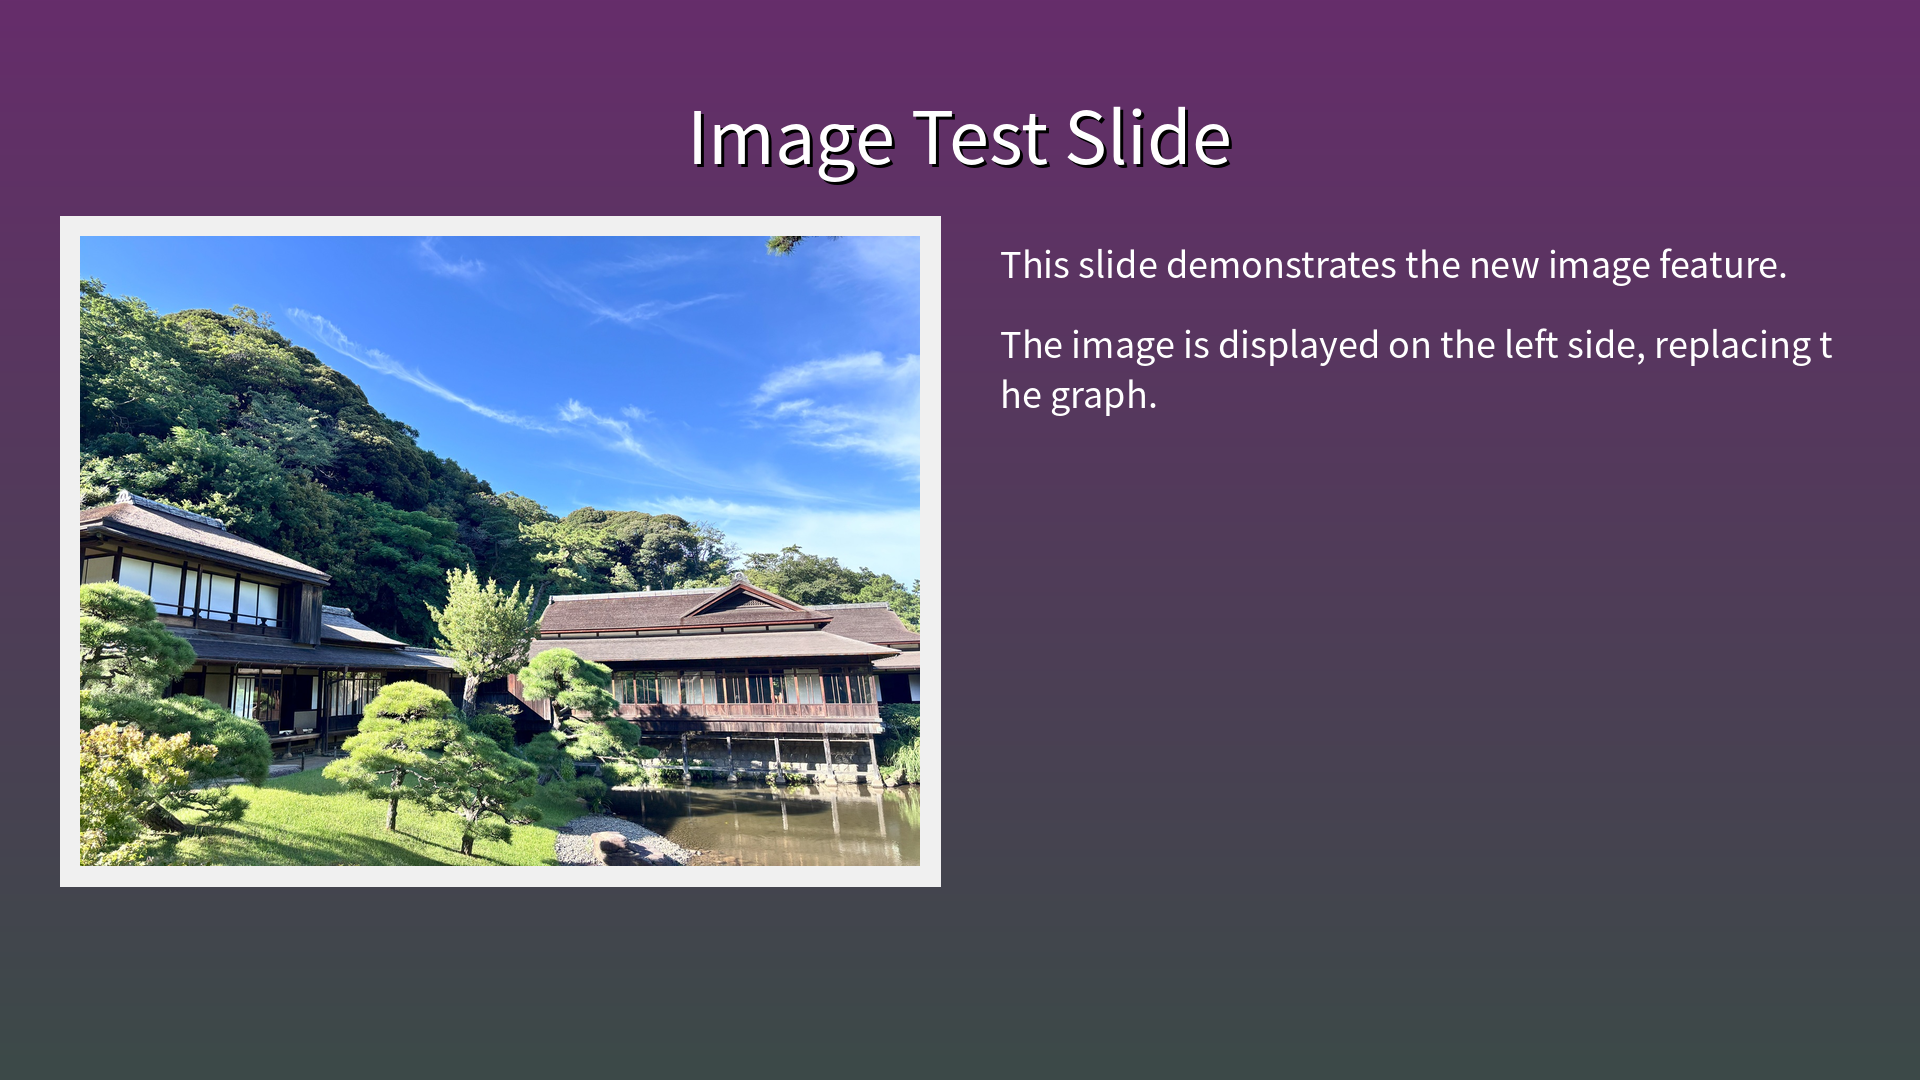 Image Test Slide
This slide demonstrates the new image feature.
The image is displayed on the left side, replacing t
he graph.